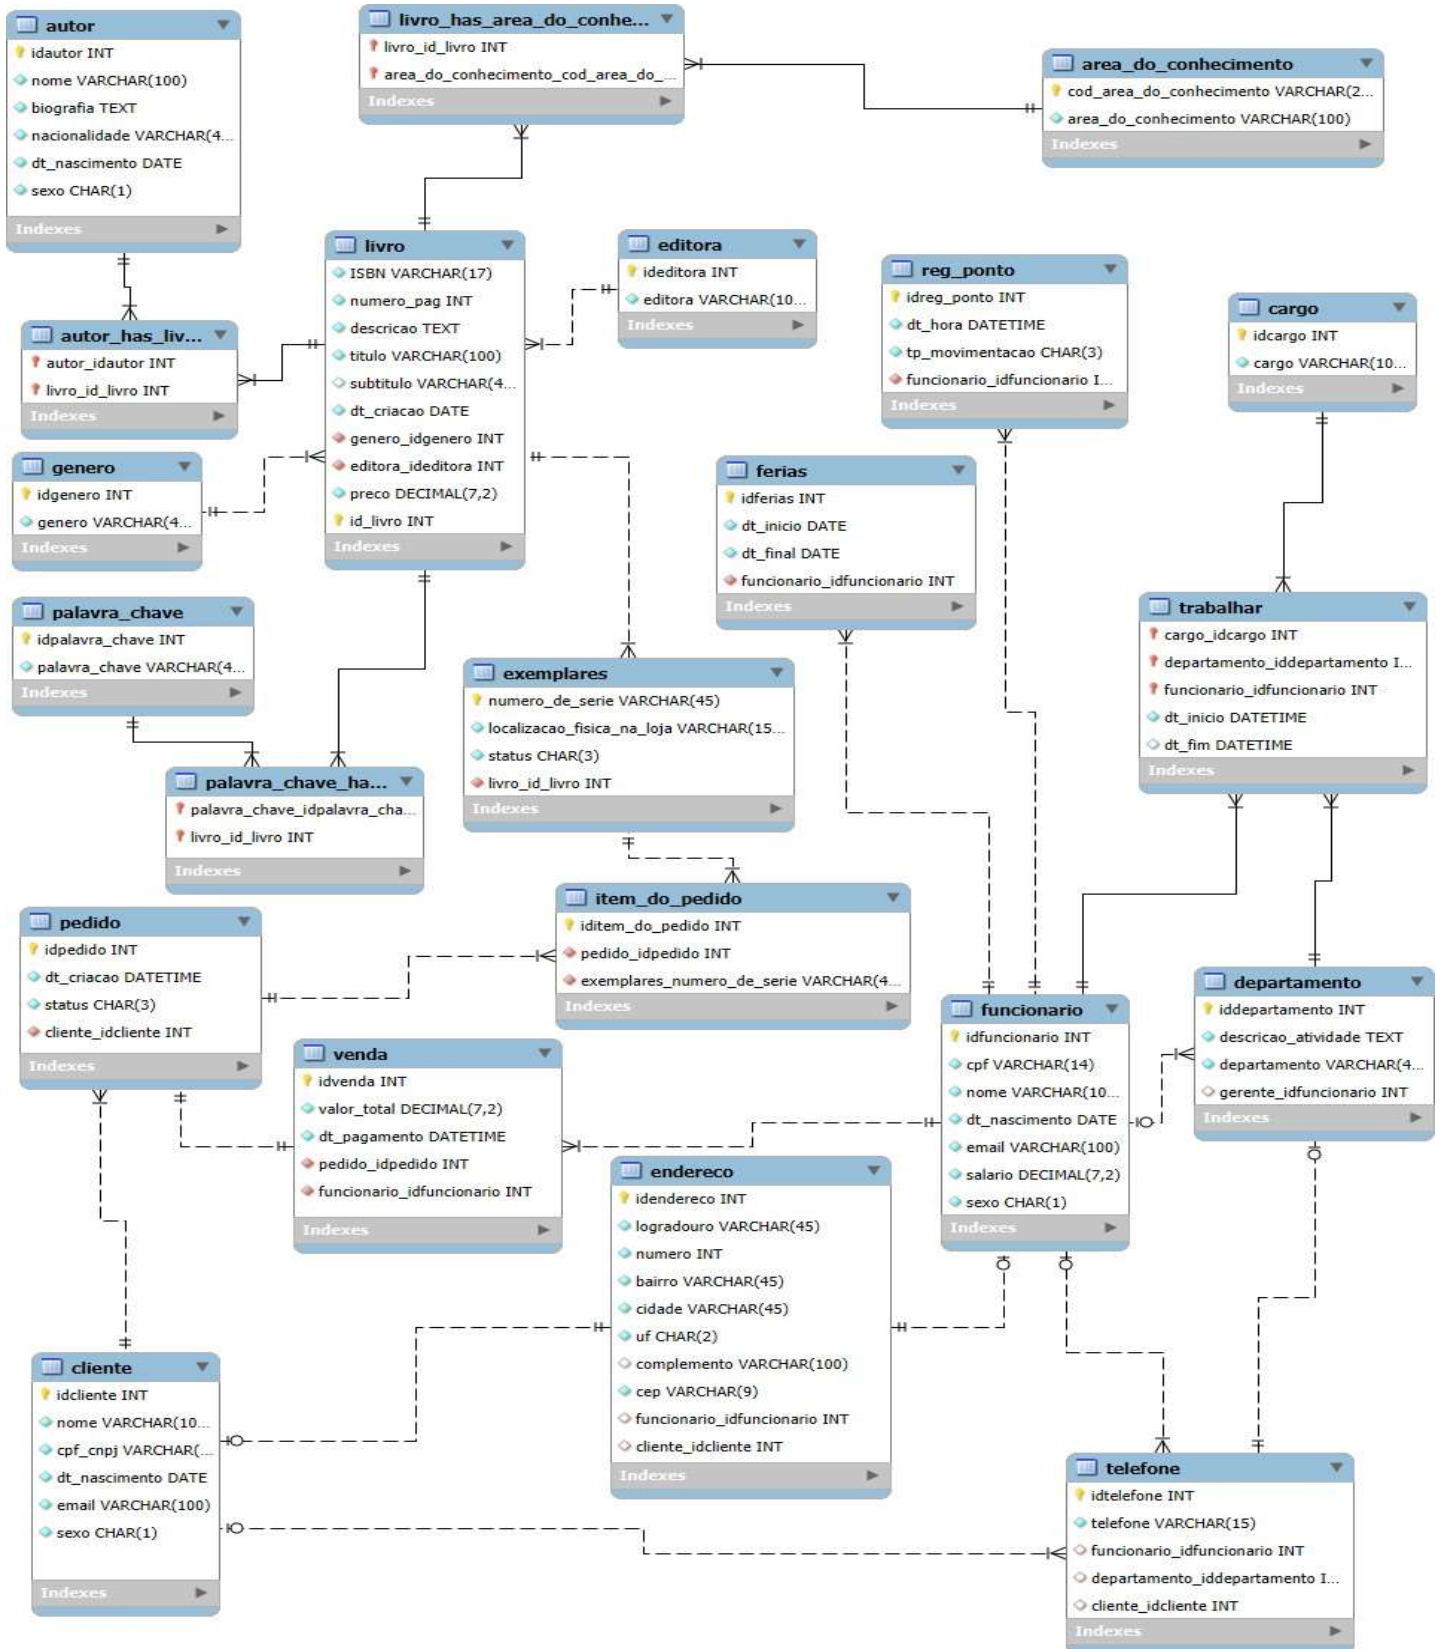 autor
idautor INT
nome VARCHAR(100)
biografia TEXT
nacionalidade VARCHAR(4...
dt_nascimento DATE
sexo CHAR(1)
Indexes
livro_has_area_do_conhe...
livro_id_livro INT
area_do_conhecimento_cod_area_do_...
Indexes
area_do_conhecimento
cod_area_do_conhecimento VARCHAR(2...
area_do_conhecimento VARCHAR(100)
Indexes
livro
ISBN VARCHAR(17)
numero_pag INT
descricao TEXT
titulo VARCHAR(100)
subtitulo VARCHAR(4...
dt_criacao DATE
genero_idgenero INT
editora_ideditora INT
preco DECIMAL(7,2)
id_livro INT
Indexes
editora
ideditora INT
editora VARCHAR(10...
Indexes
reg_ponto
idreg_ponto INT
dt_hora DATETIME
tp_movimentacao CHAR(3)
funcionario_idfuncionario I...
Indexes
cargo
idcargo INT
cargo VARCHAR(10...
Indexes
autor_has_liv...
autor_idautor INT
livro_id_livro INT
Indexes
genero
idgenero INT
genero VARCHAR(4...
Indexes
ferias
idferias INT
dt_inicio DATE
dt_final DATE
funcionario_idfuncionario INT
Indexes
palavra_chave
idpalavra_chave INT
palavra_chave VARCHAR(4...
Indexes
trabalhar
cargo_idcargo INT
departamento_iddepartamento I...
funcionario_idfuncionario INT
dt_inicio DATETIME
dt_fim DATETIME
Indexes
exemplares
numero_de_serie VARCHAR(45)
localizacao_fisica_na_loja VARCHAR(15...
status CHAR(3)
livro_id_livro INT
Indexes
palavra_chave_ha...
palavra_chave_idpalavra_cha...
livro_id_livro INT
Indexes
item_do_pedido
iditem_do_pedido INT
pedido_idpedido INT
exemplares_numero_de_serie VARCHAR(4...
Indexes
pedido
idpedido INT
dt_criacao DATETIME
status CHAR(3)
cliente_idcliente INT
Indexes
venda
idvenda INT
valor_total DECIMAL(7,2)
dt_pagamento DATETIME
pedido_idpedido INT
funcionario_idfuncionario INT
Indexes
funcionario
idfuncionario INT
cpf VARCHAR(14)
nome VARCHAR(10...
dt_nascimento DATE
email VARCHAR(100)
salario DECIMAL(7,2)
sexo CHAR(1)
Indexes
departamento
iddepartamento INT
descricao_atividade TEXT
departamento VARCHAR(4...
gerente_idfuncionario INT
Indexes
endereco
idendereco INT
logradouro VARCHAR(45)
numero INT
bairro VARCHAR(45)
cidade VARCHAR(45)
uf CHAR(2)
complemento VARCHAR(100)
cep VARCHAR(9)
funcionario_idfuncionario INT
cliente_idcliente INT
Indexes
cliente
idcliente INT
nome VARCHAR(10...
cpf_cnpj VARCHAR(...
dt_nascimento DATE
email VARCHAR(100)
sexo CHAR(1)
Indexes
telefone
idtelefone INT
telefone VARCHAR(15)
funcionario_idfuncionario INT
departamento_iddepartamento I...
cliente_idcliente INT
Indexes